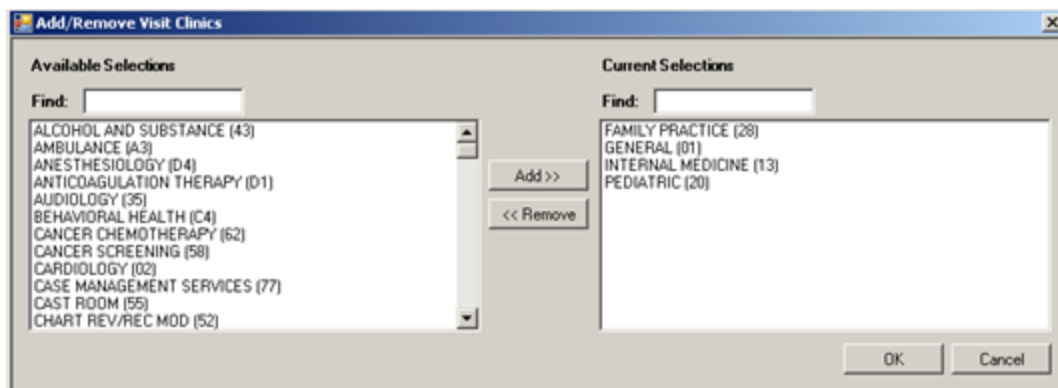 Add/Remove Visit Clinics
Available Selections
Find:
ALCOHOL AND SUBSTANCE (43)
AMBULANCE (A3)
ANESTHESIOLOGY (D4)
ANTICOAGULATION THERAPY (D1)
AUDIOLOGY (35)
BEHAVIORAL HEALTH (C4)
CANCER CHEMOTHERAPY (62)
CANCER SCREENING (58)
CARDIOLOGY (02)
CASE MANAGEMENT SERVICES (77)
CAST ROOM (55)
CHART REV/REC MOD (52)
Add >>
<< Remove
Current Selections
Find:
FAMILY PRACTICE (28)
GENERAL (01)
INTERNAL MEDICINE (13)
PEDIATRIC (20)
OK
Cancel